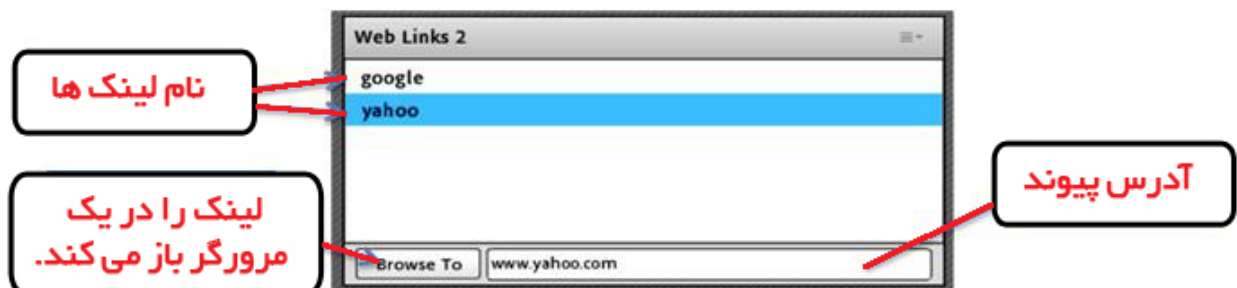 Web Links 2
google
yahoo
نام لینک ها
آدرس پیوند
لینک را در یک
مرورگر باز می کند.
Browse To
www.yahoo.com